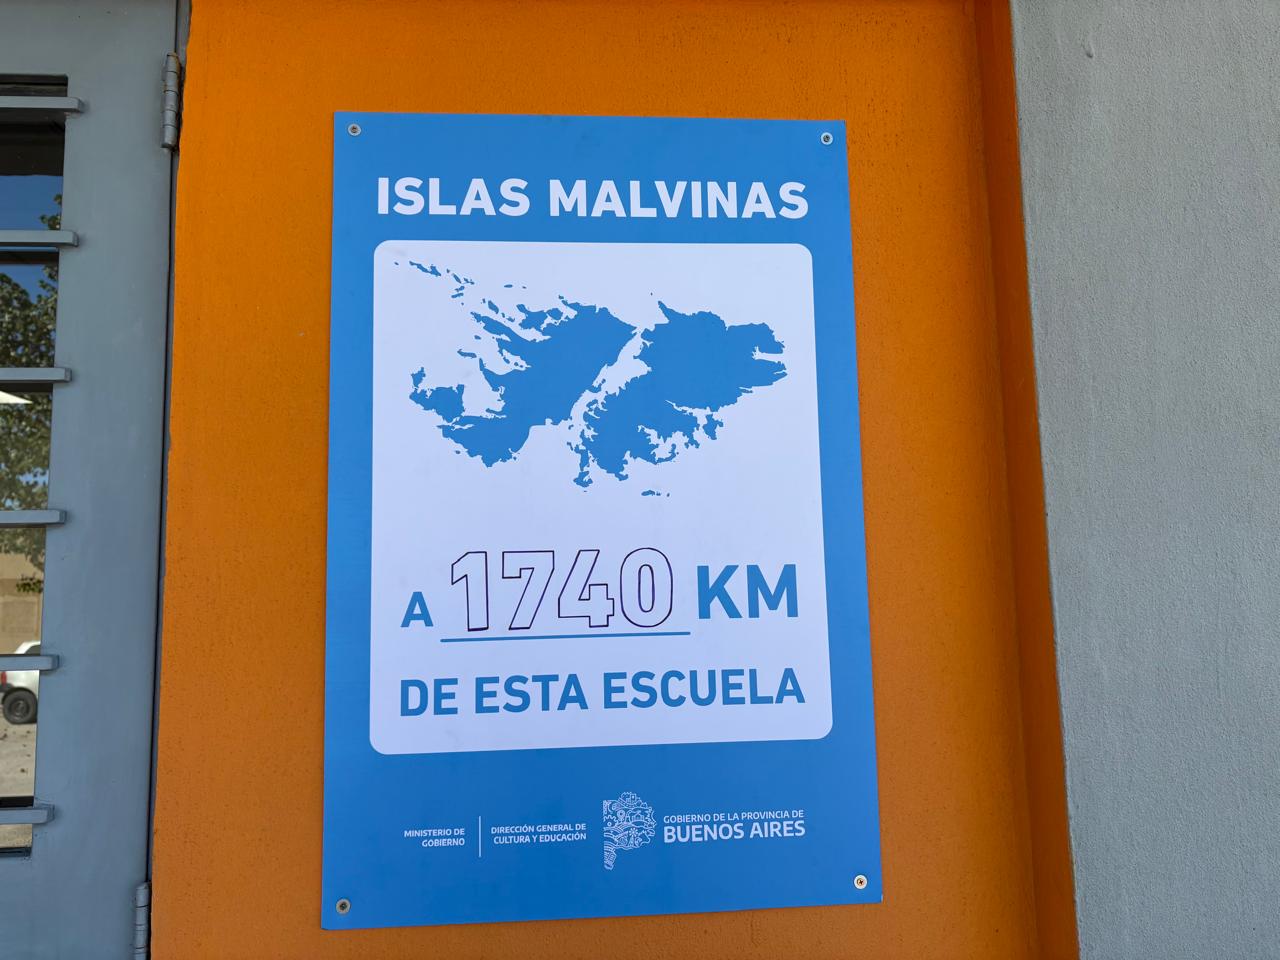 ISLAS MALVINAS
A 1740 KM
DE ESTA ESCUELA
MINISTERIO DE
GOBIERNO
DIRECCIÓN GENERAL DE
CULTURA Y EDUCACIÓN
GOBIERNO DE LA PROVINCIA DE
BUENOS AIRES